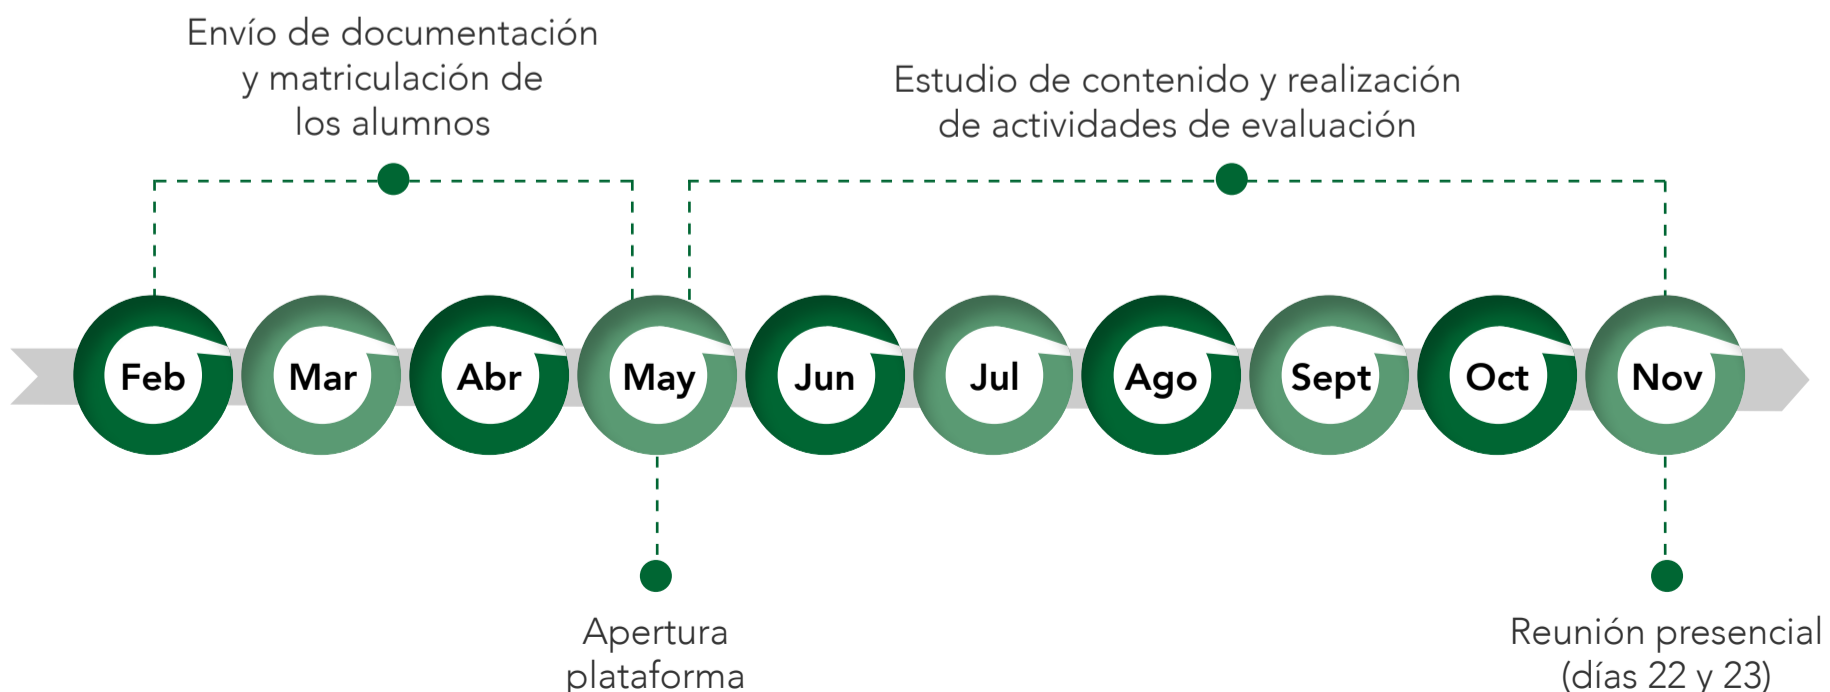 Envío de documentación
y matriculación de
los alumnos
Estudio de contenido y realización
de actividades de evaluación
Feb
Mar
Abr
May
Jun
Jul
Ago
Sept
Oct
Nov
Apertura
plataforma
Reunión presencial
(días 22 y 23)